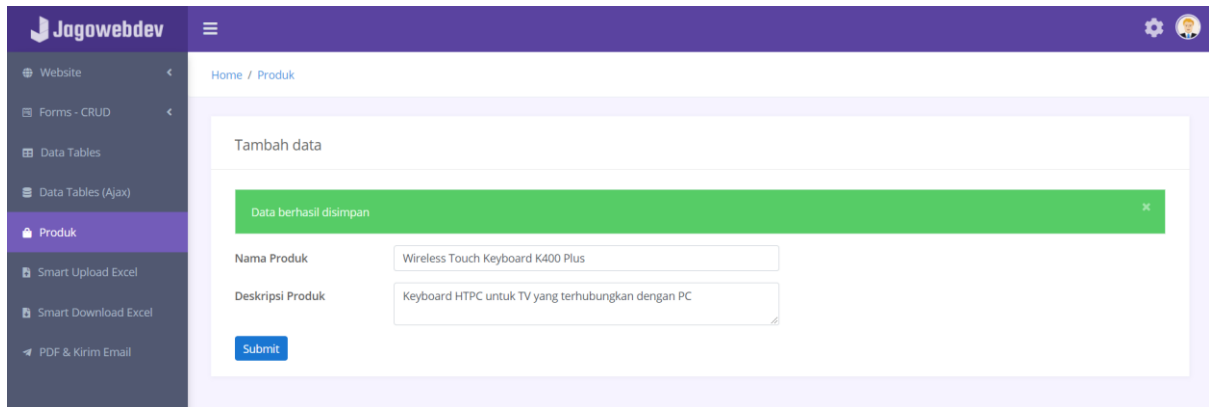 Jagowebdev
Website
Forms - CRUD
Data Tables
Data Tables (Ajax)
Produk
Smart Upload Excel
Smart Download Excel
PDF & Kirim Email
Home / Produk
Tambah data
Data berhasil disimpan ×
Nama Produk Wireless Touch Keyboard K400 Plus
Deskripsi Produk Keyboard HTPC untuk TV yang terhubungkan dengan PC
Submit